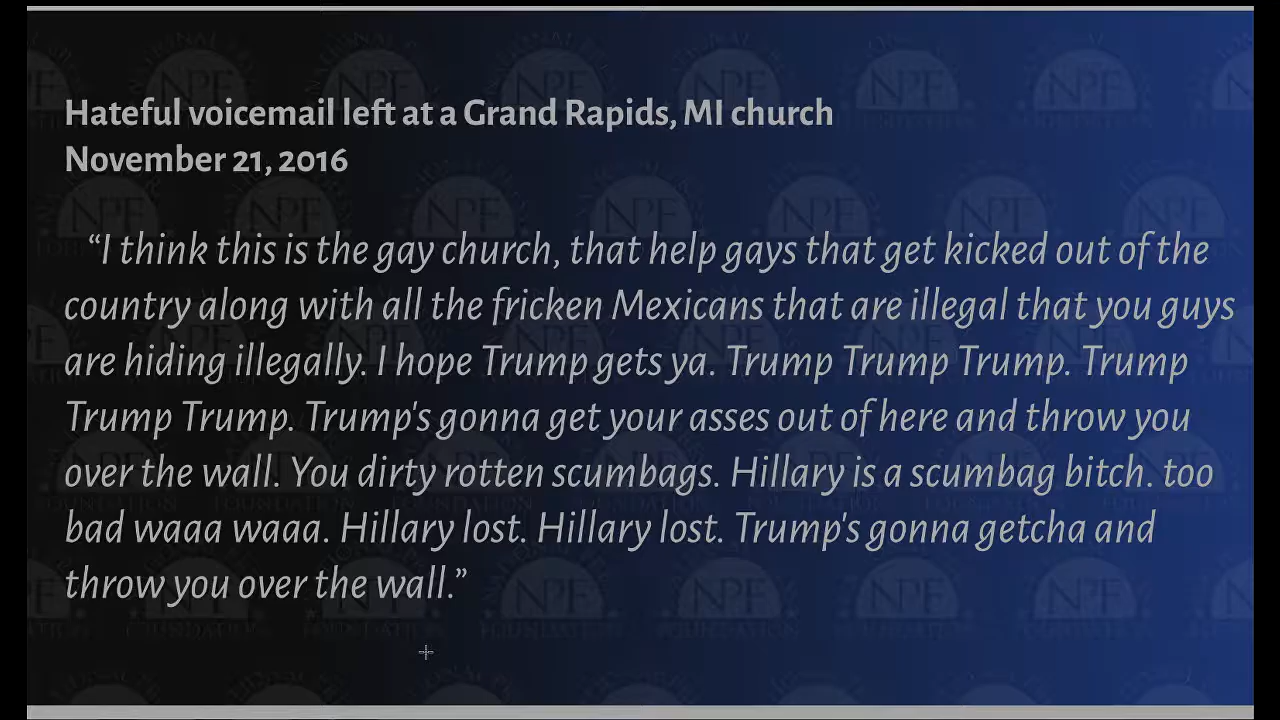 Hateful voicemail left at a Grand Rapids, MI church
November 21, 2016
“I think this is the gay church, that help gays that get kicked out of the
country along with all the fricken Mexicans that are illegal that you guys
are hiding illegally. I hope Trump gets ya. Trump Trump Trump. Trump
Trump Trump. Trump's gonna get your asses out of here and throw you
over the wall. You dirty rotten scumbags. Hillary is a scumbag bitch. too
bad waaa waaa. Hillary lost. Hillary lost. Trump's gonna getcha and
throw you over the wall.”